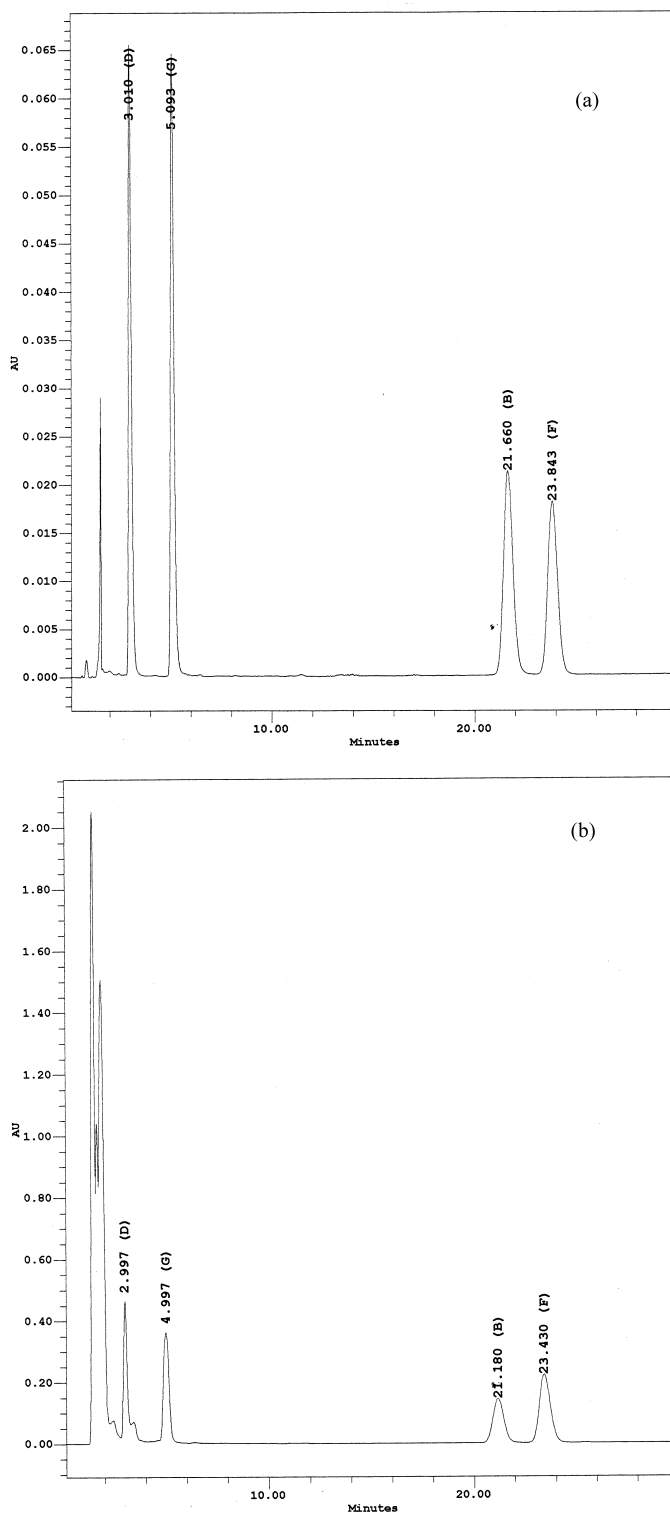 (a)
0.065
0.060
0.055
0.050
0.045
0.040
0.035
0.030
0.025
0.020
0.015
0.010
0.005
0.000
AU
3.010 (D)
5.093 (G)
21.660 (B)
23.843 (F)
10.00
20.00
Minutes
(b)
2.00
1.80
1.60
1.40
1.20
1.00
0.80
0.60
0.40
0.20
0.00
AU
2.997 (D)
4.997 (G)
21.180 (B)
23.430 (F)
10.00
20.00
Minutes